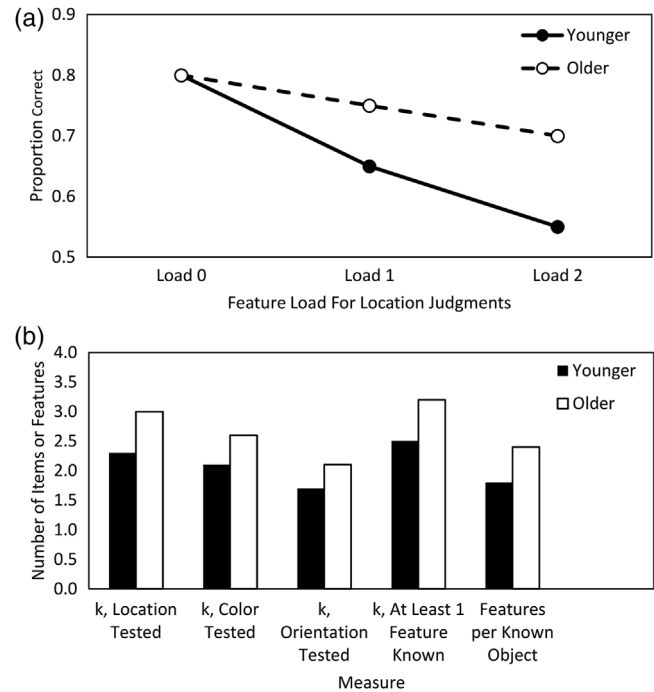 (a)
0.9
0.8
0.7
0.6
0.5
Proportion Correct
Younger
Older
Load 0 Load 1 Load 2
Feature Load For Location Judgments
(b)
4.0
3.5
3.0
2.5
2.0
1.5
1.0
0.5
0.0
Number of Items or Features
Younger
Older
k, Location
Tested
k, Color
Tested
k,
Orientation
Tested
k, At Least 1
Feature
Known
Features
per Known
Object
Measure